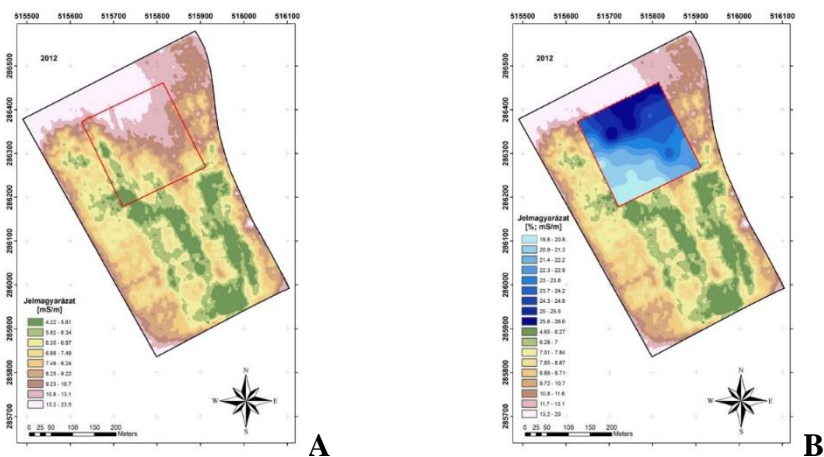 515500 515600 515700 515800 515900 516000 516100
2012
286500
286400
286300
286200
286100
286000
285900
285800
285700
Jelmagyarázat
[mS/m]
4.22 - 5.81
5.82 - 6.34
6.35 - 6.87
6.88 - 7.48
7.49 - 8.24
8.25 - 9.22
9.23 - 10.7
10.8 - 13.1
13.2 - 23.5
N
W E
S
0 25 50 100 150 200
Meters
A
515500 515600 515700 515800 515900 516000 516100
2012
286500
286400
286300
286200
286100
286000
285900
285800
285700
Jelmagyarázat
[%; mS/m]
19.8 - 20.8
20.9 - 21.3
21.4 - 22.2
22.3 - 22.9
23 - 23.6
23.7 - 24.2
24.3 - 24.9
25 - 25.5
25.6 - 26.6
4.65 - 6.27
6.28 - 7
7.01 - 7.84
7.85 - 8.87
8.89 - 9.71
9.72 - 10.7
10.8 - 11.6
11.7 - 13.1
13.2 - 20
N
W E
S
0 25 50 100 150 200
Meters
B